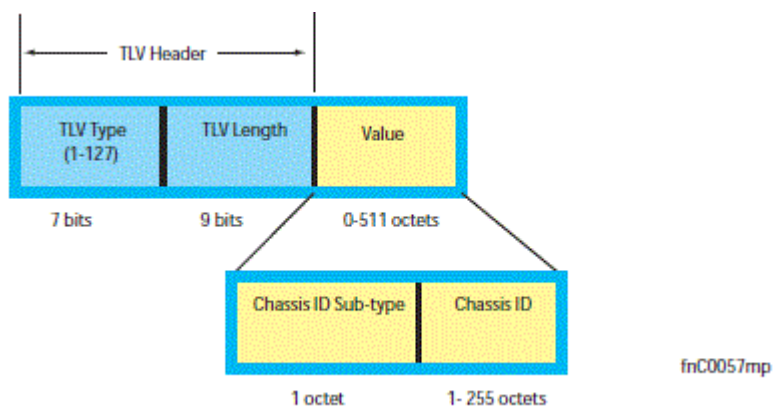 TLV Header
TLV Type
(1-127)
TLV Length
Value
7 bits
9 bits
0-511 octets
Chassis ID Sub-type
Chassis ID
fnC0057mp
1 octet
1- 255 octets